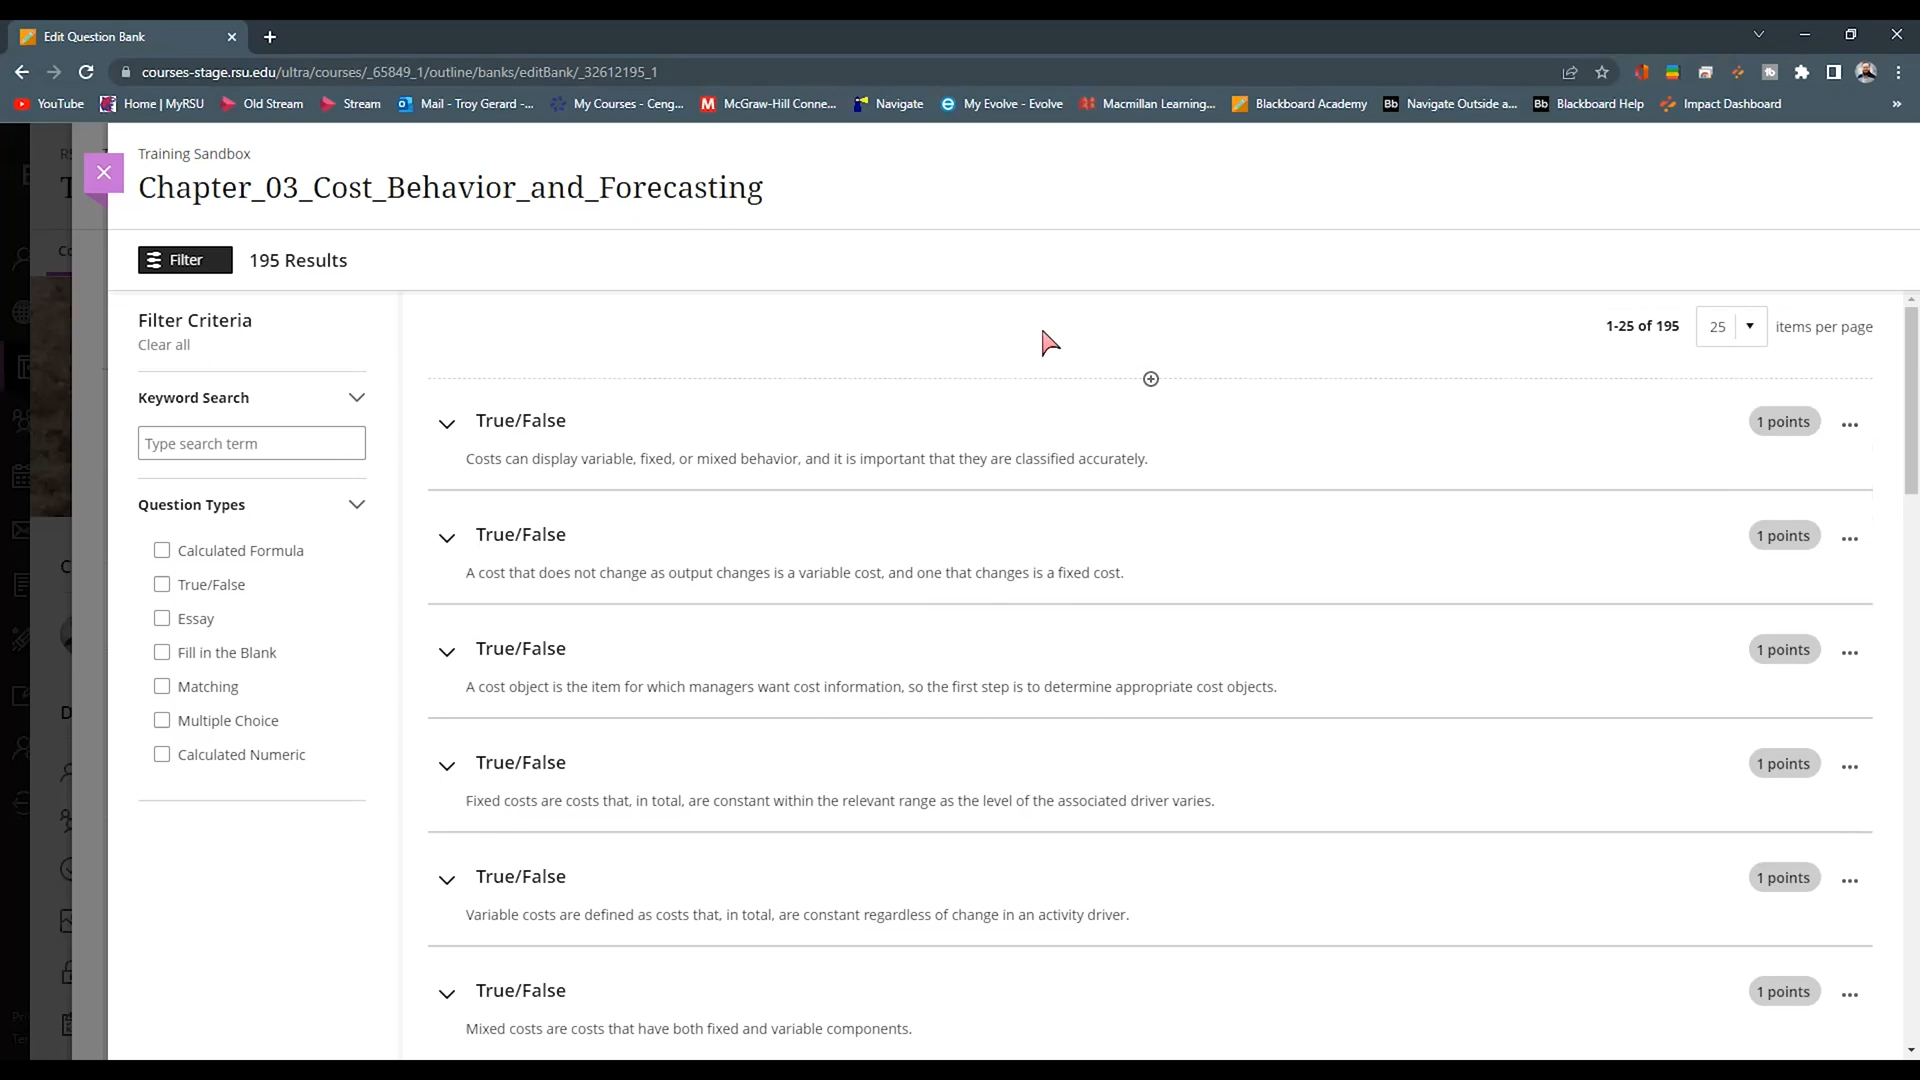 Edit Question Bank
courses-stage.rsu.edu/ultra/courses/_65849_1/outline/banks/editBank/_32612195_1
YouTube Home | MyRSU Old Stream Stream Mail - Troy Gerard -... My Courses - Ceng... McGraw-Hill Conne... Navigate My Evolve - Evolve Macmillan Learning... Blackboard Academy Bb Navigate Outside a... Bb Blackboard Help Impact Dashboard »
Training Sandbox
Chapter_03_Cost_Behavior_and_Forecasting
Filter 195 Results
Filter Criteria
Clear all
Keyword Search
Type search term
Question Types
Calculated Formula
True/False
Essay
Fill in the Blank
Matching
Multiple Choice
Calculated Numeric
1-25 of 195 25 items per page
True/False 1 points
Costs can display variable, fixed, or mixed behavior, and it is important that they are classified accurately.
True/False 1 points
A cost that does not change as output changes is a variable cost, and one that changes is a fixed cost.
True/False 1 points
A cost object is the item for which managers want cost information, so the first step is to determine appropriate cost objects.
True/False 1 points
Fixed costs are costs that, in total, are constant within the relevant range as the level of the associated driver varies.
True/False 1 points
Variable costs are defined as costs that, in total, are constant regardless of change in an activity driver.
True/False 1 points
Mixed costs are costs that have both fixed and variable components.